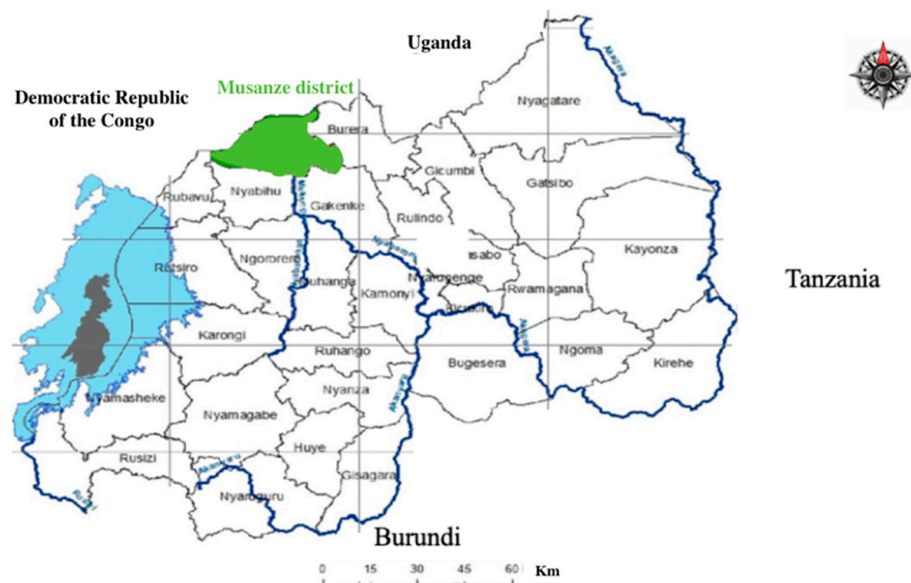 Uganda
Musanze district
Democratic Republic
of the Congo
Akagera
Nyagatare
Burera
Gicumbi
Gatsibo
Rubavu
Nyabihu
Gakenke
Rulindo
Kayonza
Rutsiro
Ngororero
Muhanga
Kamonyi
Nyarugenge
Rwamagana
Tanzania
Karongi
Ruhango
Bugesera
Ngoma
Kirehe
Nyamasheke
Nyamagabe
Nyanza
Huye
Rusizi
Gisagara
Nyaruguru
Burundi
0 15 30 45 60 Km